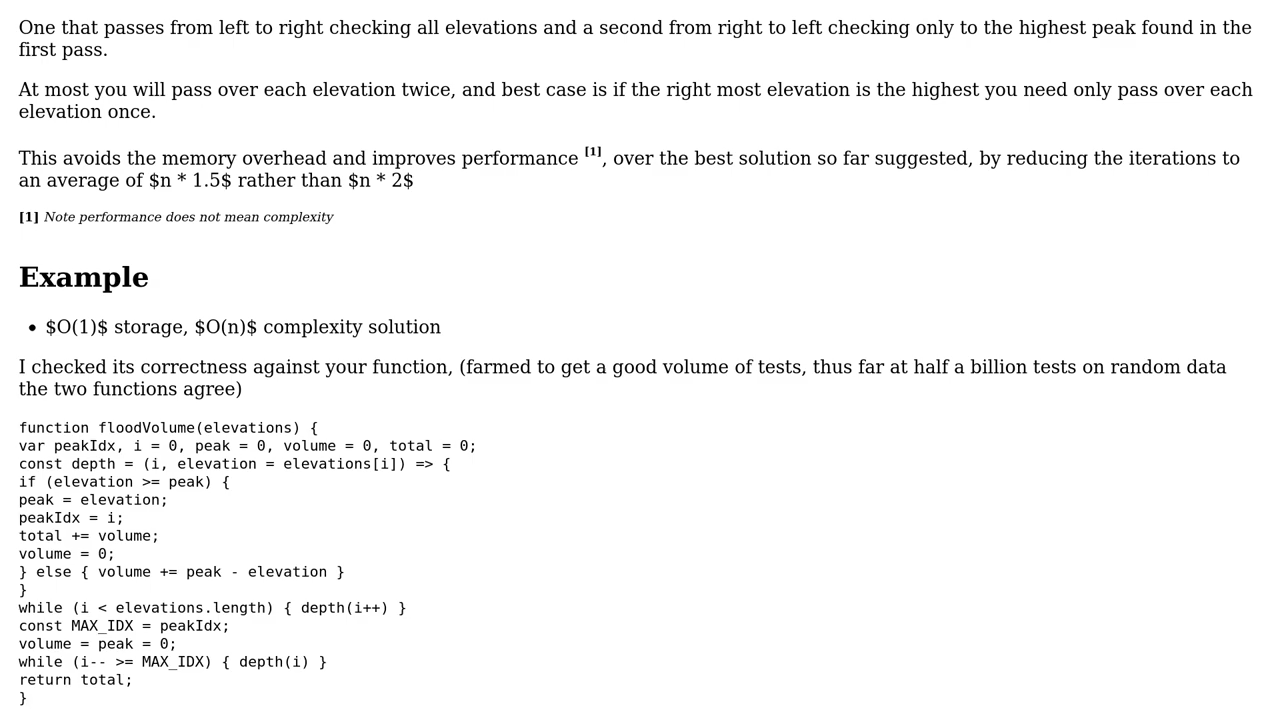 One that passes from left to right checking all elevations and a second from right to left checking only to the highest peak found in the
first pass.
At most you will pass over each elevation twice, and best case is if the right most elevation is the highest you need only pass over each
elevation once.
This avoids the memory overhead and improves performance [1], over the best solution so far suggested, by reducing the iterations to
an average of $n * 1.5$ rather than $n * 2$
[1] Note performance does not mean complexity
Example
• $O(1)$ storage, $O(n)$ complexity solution
I checked its correctness against your function, (farmed to get a good volume of tests, thus far at half a billion tests on random data
the two functions agree)
function floodVolume(elevations) {
var peakIdx, i = 0, peak = 0, volume = 0, total = 0;
const depth = (i, elevation = elevations[i]) => {
if (elevation >= peak) {
peak = elevation;
peakIdx = i;
total += volume;
volume = 0;
} else { volume += peak - elevation }
}
while (i < elevations.length) { depth(i++) }
const MAX_IDX = peakIdx;
volume = peak = 0;
while (i-- >= MAX_IDX) { depth(i) }
return total;
}